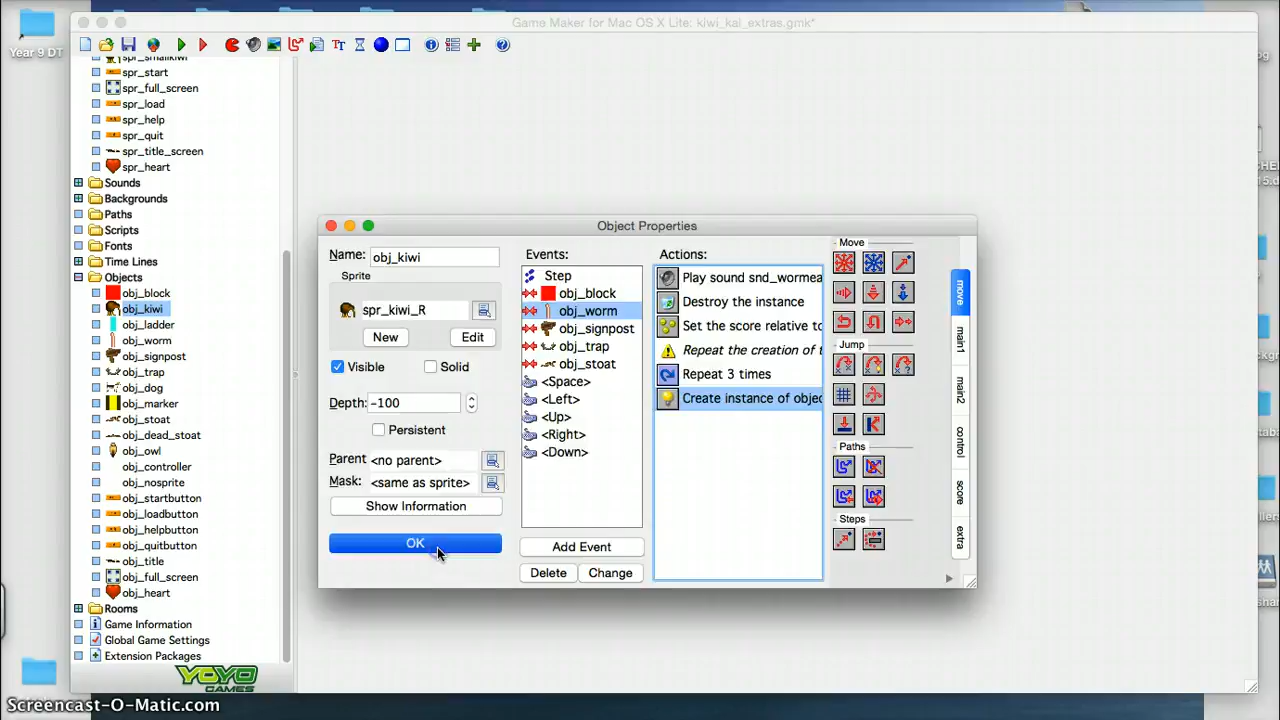 Game Maker for Mac OS X Lite: kiwi_kai_extras.gmk*
Year 9 DT
spr_smallkiwi
spr_start
spr_full_screen
spr_load
spr_help
spr_quit
spr_title_screen
spr_heart
Sounds
Backgrounds
Paths
Scripts
Fonts
Time Lines
Objects
obj_block
obj_kiwi
obj_ladder
obj_worm
obj_signpost
obj_trap
obj_dog
obj_marker
obj_stoat
obj_dead_stoat
obj_owl
obj_controller
obj_nosprite
obj_startbutton
obj_loadbutton
obj_helpbutton
obj_quitbutton
obj_title
obj_full_screen
obj_heart
Rooms
Game Information
Global Game Settings
Extension Packages
YOYO
GAMES
Object Properties
Name: obj_kiwi
Sprite
spr_kiwi_R
New Edit
Visible Solid
Depth: -100
Persistent
Parent <no parent>
Mask: <same as sprite>
Show Information
OK
Events:
Step
obj_block
obj_worm
obj_signpost
obj_trap
obj_stoat
<Space>
<Left>
<Up>
<Right>
<Down>
Add Event
Delete Change
Actions:
Play sound snd_wormea
Destroy the instance
Set the score relative to
Repeat the creation of t
Repeat 3 times
Create instance of objec
Move
Jump
Paths
Steps
move
main1
main2
control
score
extra
Screencast-O-Matic.com